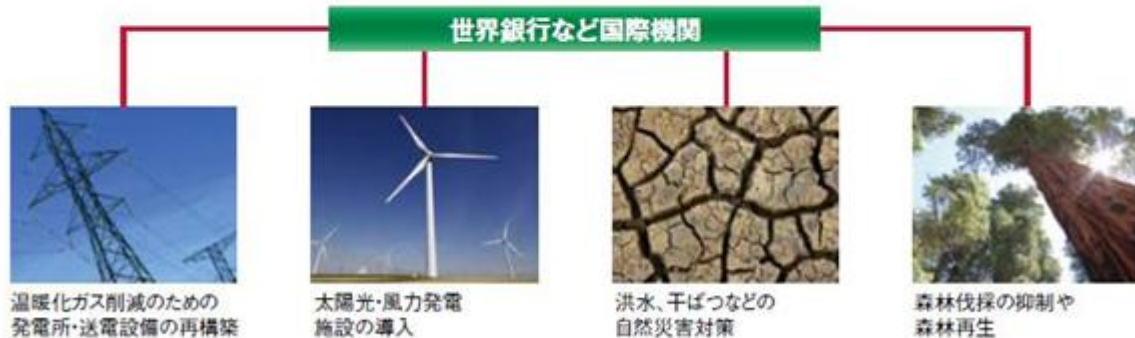 世界銀行など国際機関
温暖化ガス削減のための
発電所・送電設備の再構築
太陽光・風力発電
施設の導入
洪水、干ばつなどの
自然災害対策
森林伐採の抑制や
森林再生